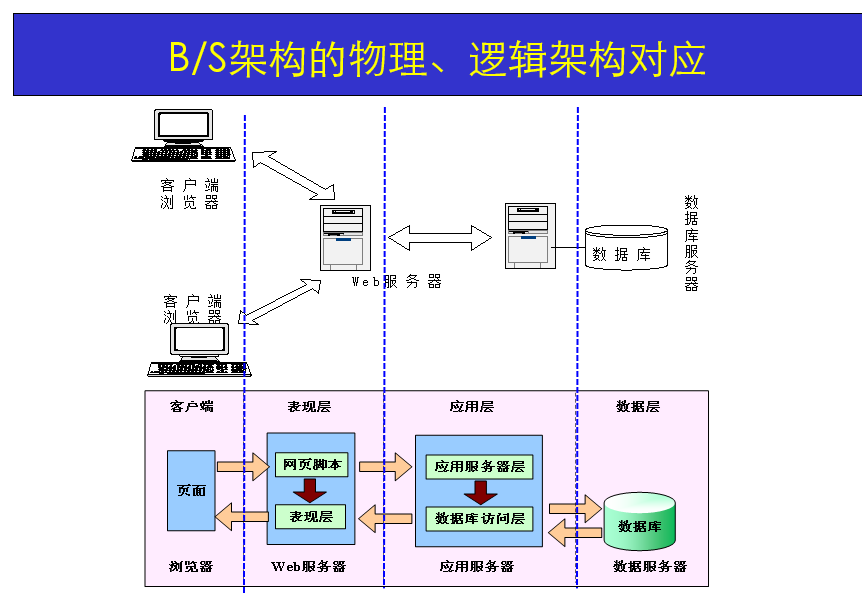 B/S架构的物理、逻辑架构对应
客 户 端
浏 览 器
数据库服务器
数 据 库
Web服 务 器
客 户 端
浏 览 器
客户端
表现层
应用层
数据层
网页脚本
应用服务器层
页面
表现层
数据库访问层
数据库
浏览器
Web服务器
应用服务器
数据服务器